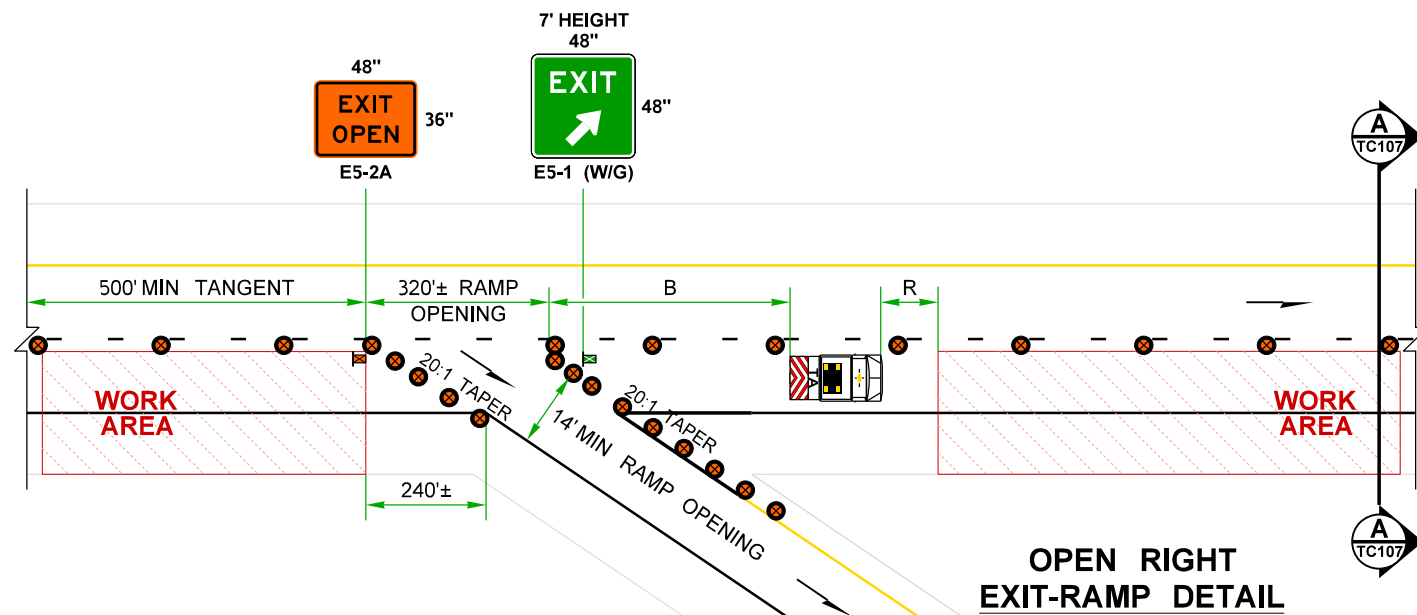 7' HEIGHT
48"
EXIT
48"
E5-1 (W/G)
48"
EXIT
OPEN
36"
E5-2A
A
TC107
500' MIN TANGENT
320'± RAMP
OPENING
B
R
20:1 TAPER
20:1 TAPER
14' MIN RAMP OPENING
WORK
AREA
WORK
AREA
240'±
A
TC107
OPEN RIGHT
EXIT-RAMP DETAIL